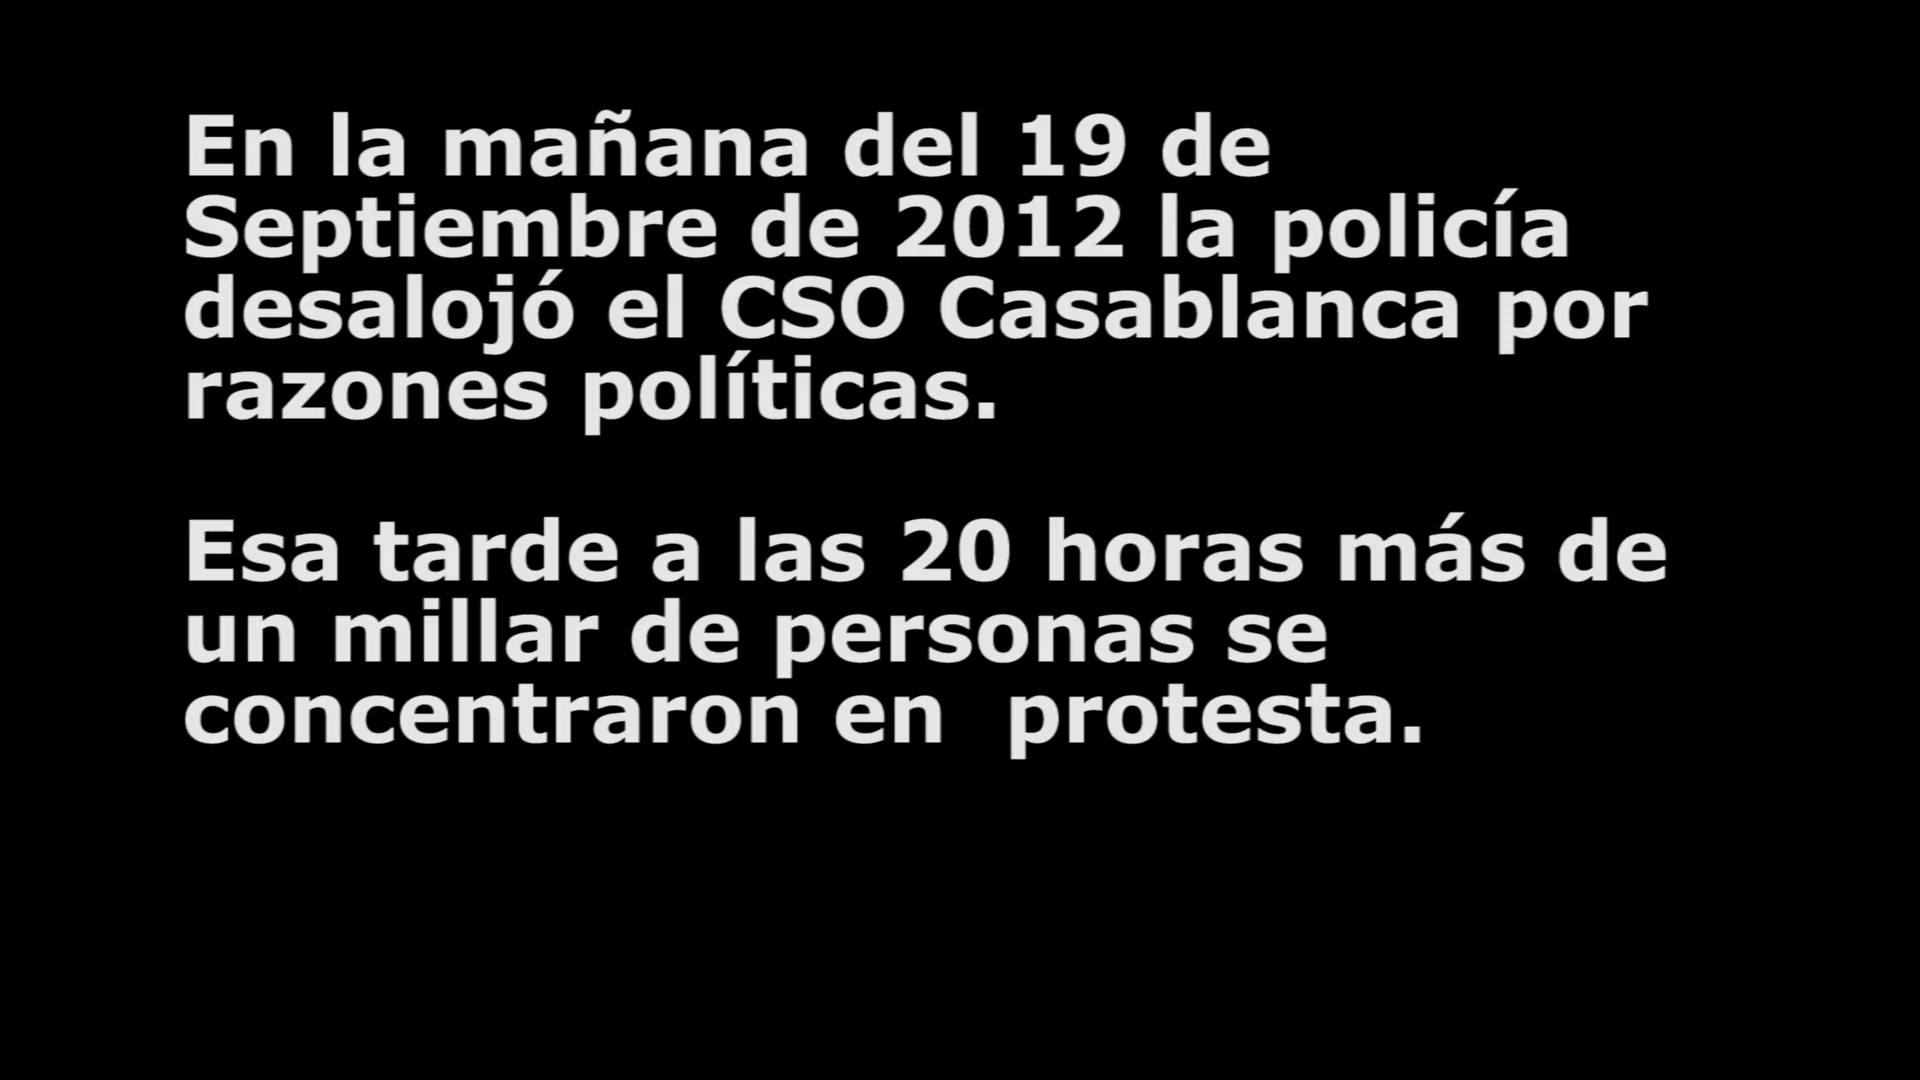 En la mañana del 19 de
Septiembre de 2012 la policía
desalojó el CSO Casablanca por
razones políticas.
Esa tarde a las 20 horas más de
un millar de personas se
concentraron en  protesta.